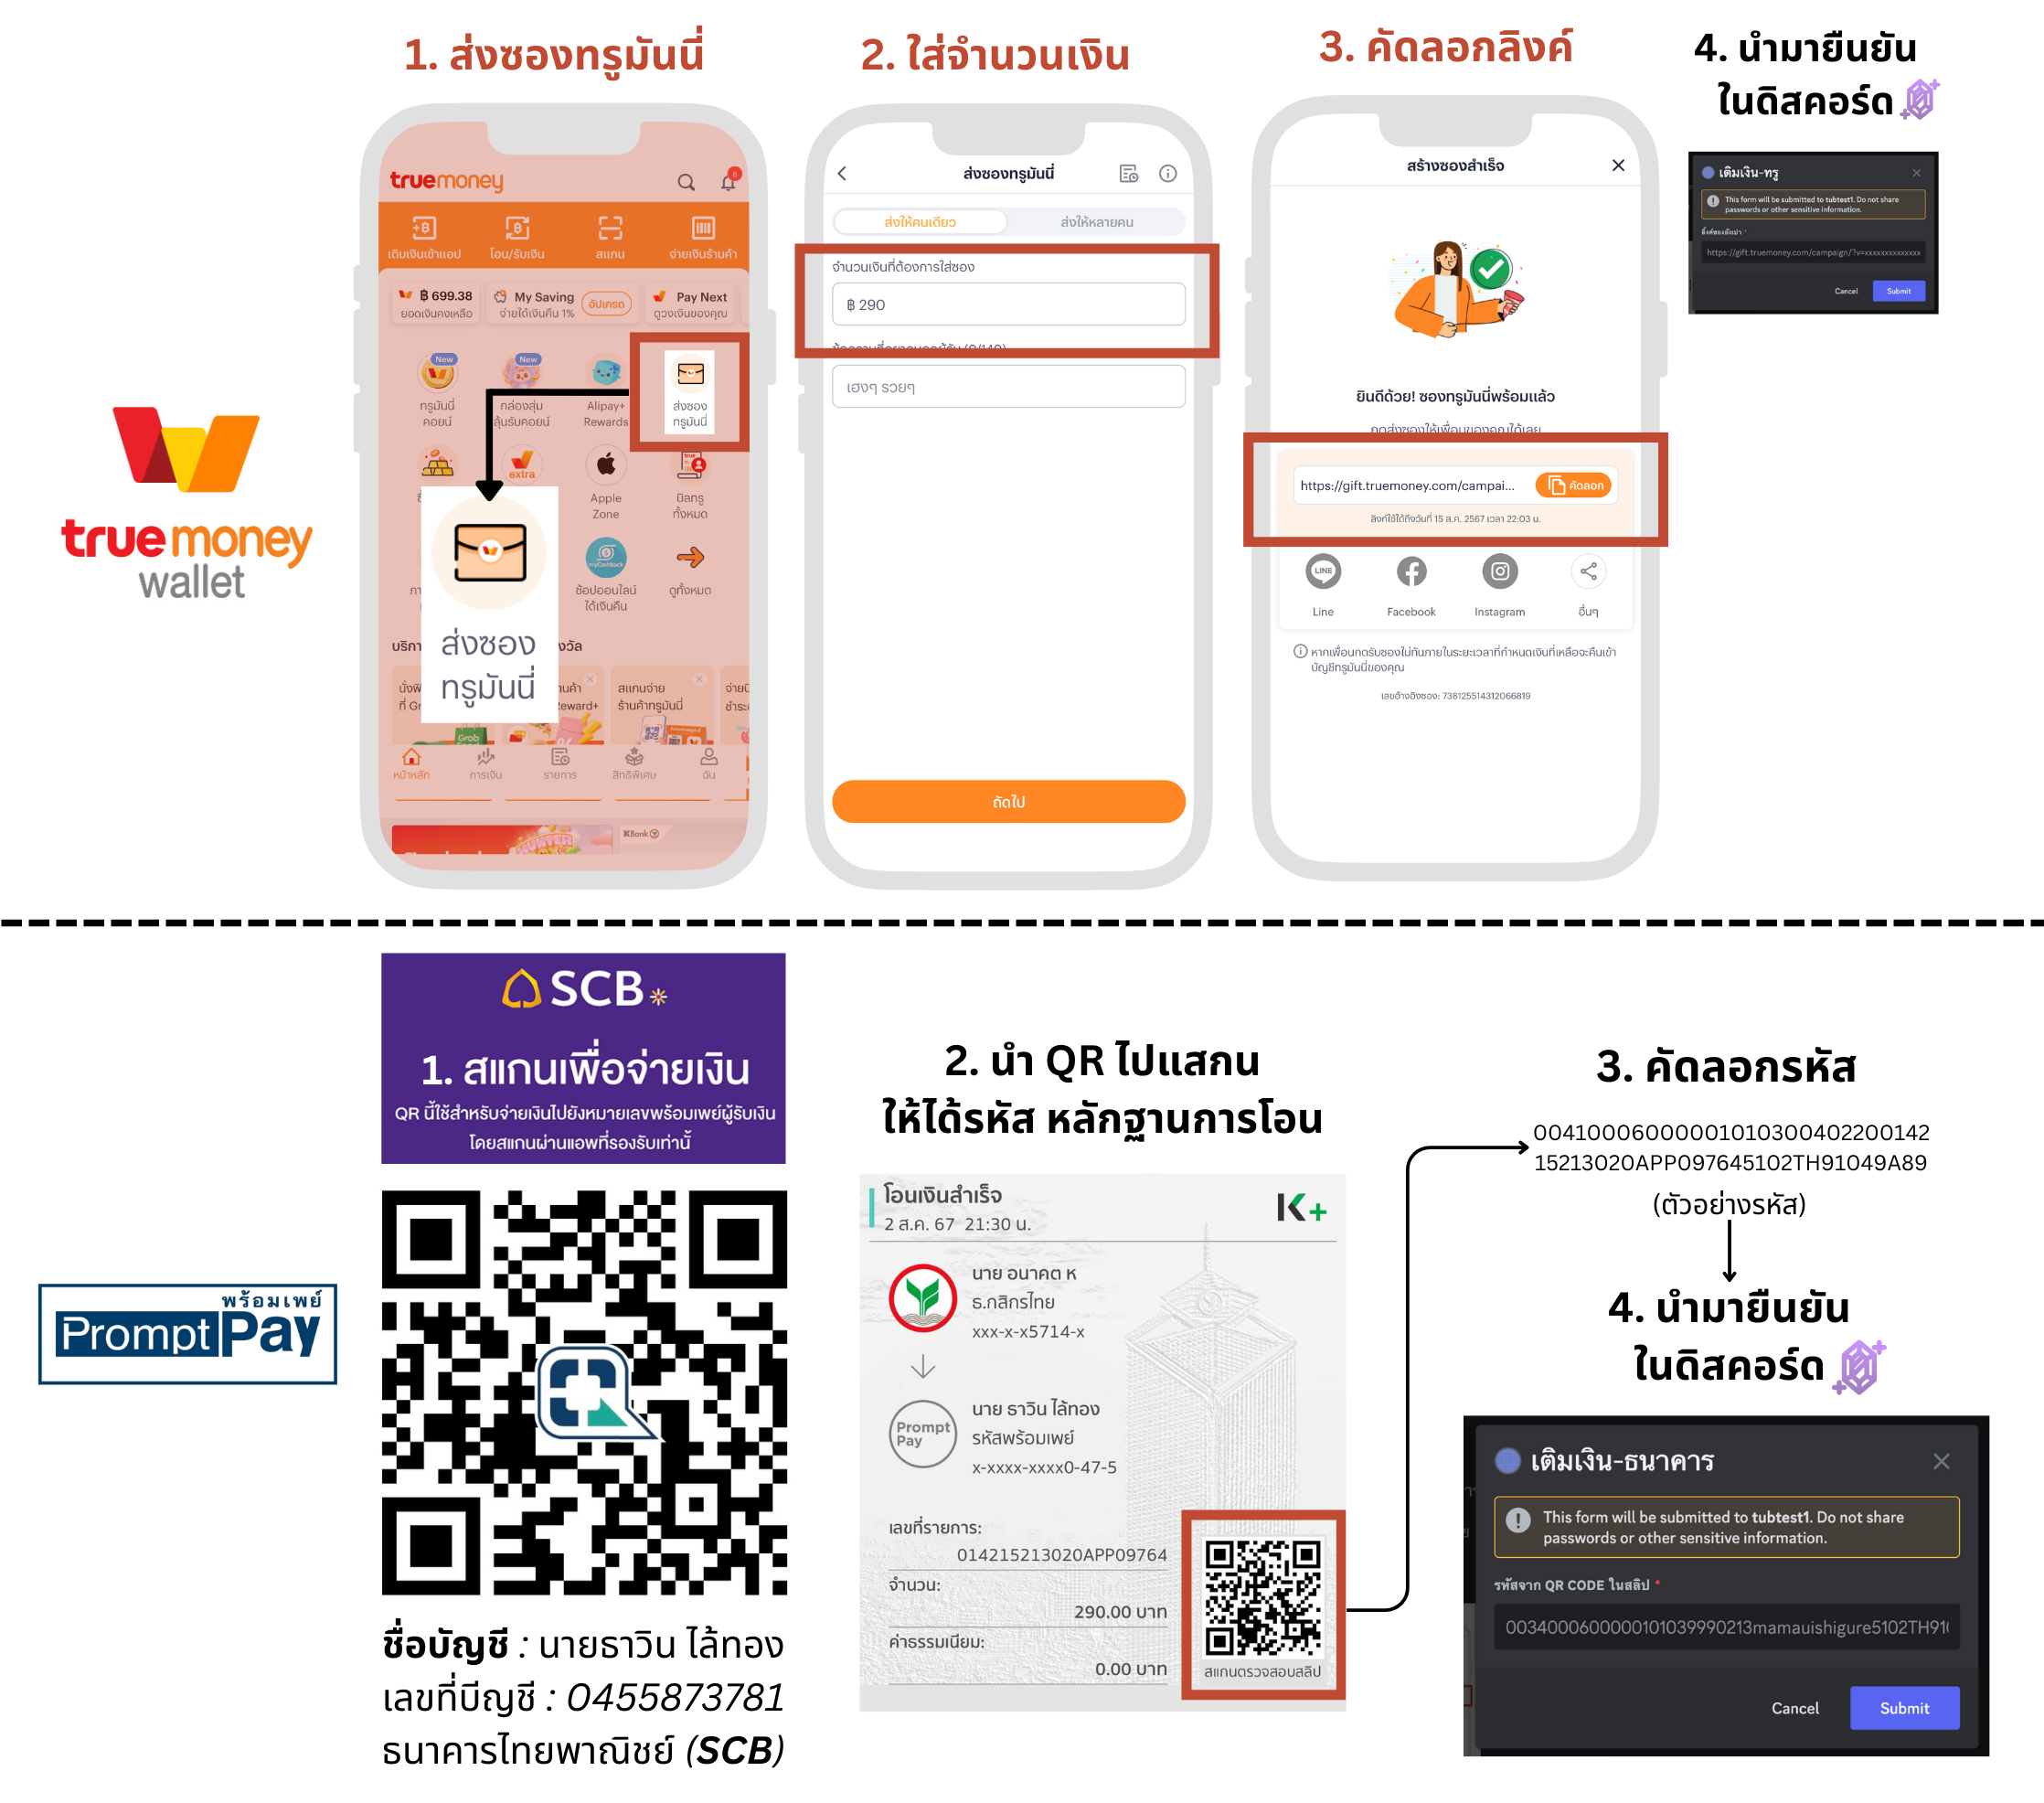 1. ส่งซองทรูมันนี่
2. ใส่จำนวนเงิน
3. คัดลอกลิงค์
4. นำมายืนยัน
ในดิสคอร์ด
truemoney
wallet
truemoney
8
เติมเงินเข้าแอป
โอน/รับเงิน
สแกน
จ่ายเงินร้านค้า
฿ 699.38
ยอดเงินคงเหลือ
My Saving
จ่ายได้เงินคืน 1%
อัปเกรด
Pay Next
ดูวงเงินของคุณ
New
New
ทรูมันนี่
คอยน์
กล่องสุ่ม
ลุ้นรับคอยน์
Alipay+
Rewards
ส่งซอง
ทรูมันนี่
extra
Apple
Zone
บิลทรู
ทั้งหมด
ส่งซอง
ทรูมันนี่
myCashback
ช้อปออนไลน์
ได้เงินคืน
ดูทั้งหมด
สแกนจ่าย
ร้านค้าทรูมันนี่
หน้าหลัก
การเงิน
รายการ
สิทธิพิเศษ
ฉัน
KBank
ส่งซองทรูมันนี่
ส่งให้คนเดียว
ส่งให้หลายคน
จำนวนเงินที่ต้องการใส่ซอง
฿ 290
เฮงๆ รวยๆ
ถัดไป
สร้างซองสำเร็จ
ยินดีด้วย! ซองทรูมันนี่พร้อมแล้ว
กดส่งซองให้เพื่อนของคุณได้เลย
https://gift.truemoney.com/campai...
คัดลอก
ลิงก์ใช้ได้ถึงวันที่ 15 ส.ค. 2567 เวลา 22:03 น.
LINE
Line
Facebook
Instagram
อื่นๆ
หากเพื่อนกดรับซองไม่ทันภายในระยะเวลาที่กำหนดเงินที่เหลือจะคืนเข้า
บัญชีทรูมันนี่ของคุณ
เลขอ้างอิงซอง: 738125514312066819
เติมเงิน-ทรู
This form will be submitted to tubtest1. Do not share
passwords or other sensitive information.
ลิ้งค์ซองอั่งเปา *
https://gift.truemoney.com/campaign/?v=xxxxxxxxxxxxxx
Cancel
Submit
SCB
1. สแกนเพื่อจ่ายเงิน
QR นี้ใช้สำหรับจ่ายเงินไปยังหมายเลขพร้อมเพย์ผู้รับเงิน
โดยสแกนผ่านแอพที่รองรับเท่านั้
พร้อมเพย์
PromptPay
ชื่อบัญชี : นายธาวิน ไล้ทอง
เลขที่บีญชี : 0455873781
ธนาคารไทยพาณิชย์ (SCB)
2. นำ QR ไปแสกน
ให้ได้รหัส หลักฐานการโอน
โอนเงินสำเร็จ
2 ส.ค. 67 21:30 น.
K+
นาย อนาคต ห
ธ.กสิกรไทย
xxx-x-x5714-x
Prompt
Pay
นาย ธาวิน ไล้ทอง
รหัสพร้อมเพย์
x-xxxx-xxxx0-47-5
เลขที่รายการ:
014215213020APP09764
จำนวน:
290.00 บาท
ค่าธรรมเนียม:
0.00 บาท
สแกนตรวจสอบสลิป
3. คัดลอกรหัส
0041000600000101030040220014​2
15213020APP097645102TH91049A89
(ตัวอย่างรหัส)
4. นำมายืนยัน
ในดิสคอร์ด
เติมเงิน-ธนาคาร
This form will be submitted to tubtest1. Do not share
passwords or other sensitive information.
รหัสจาก QR CODE ในสลิป *
0034000600000101039990213mamauishigure5102TH91
Cancel
Submit